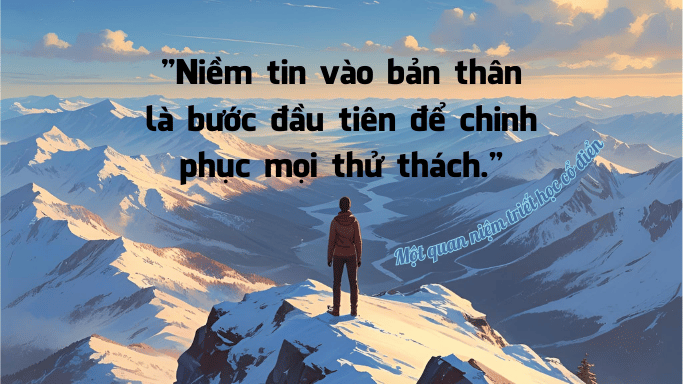 "Niềm tin vào bản thân
là bước đầu tiên để chinh
phục mọi thử thách."
Một quan niệm triết học cổ điển